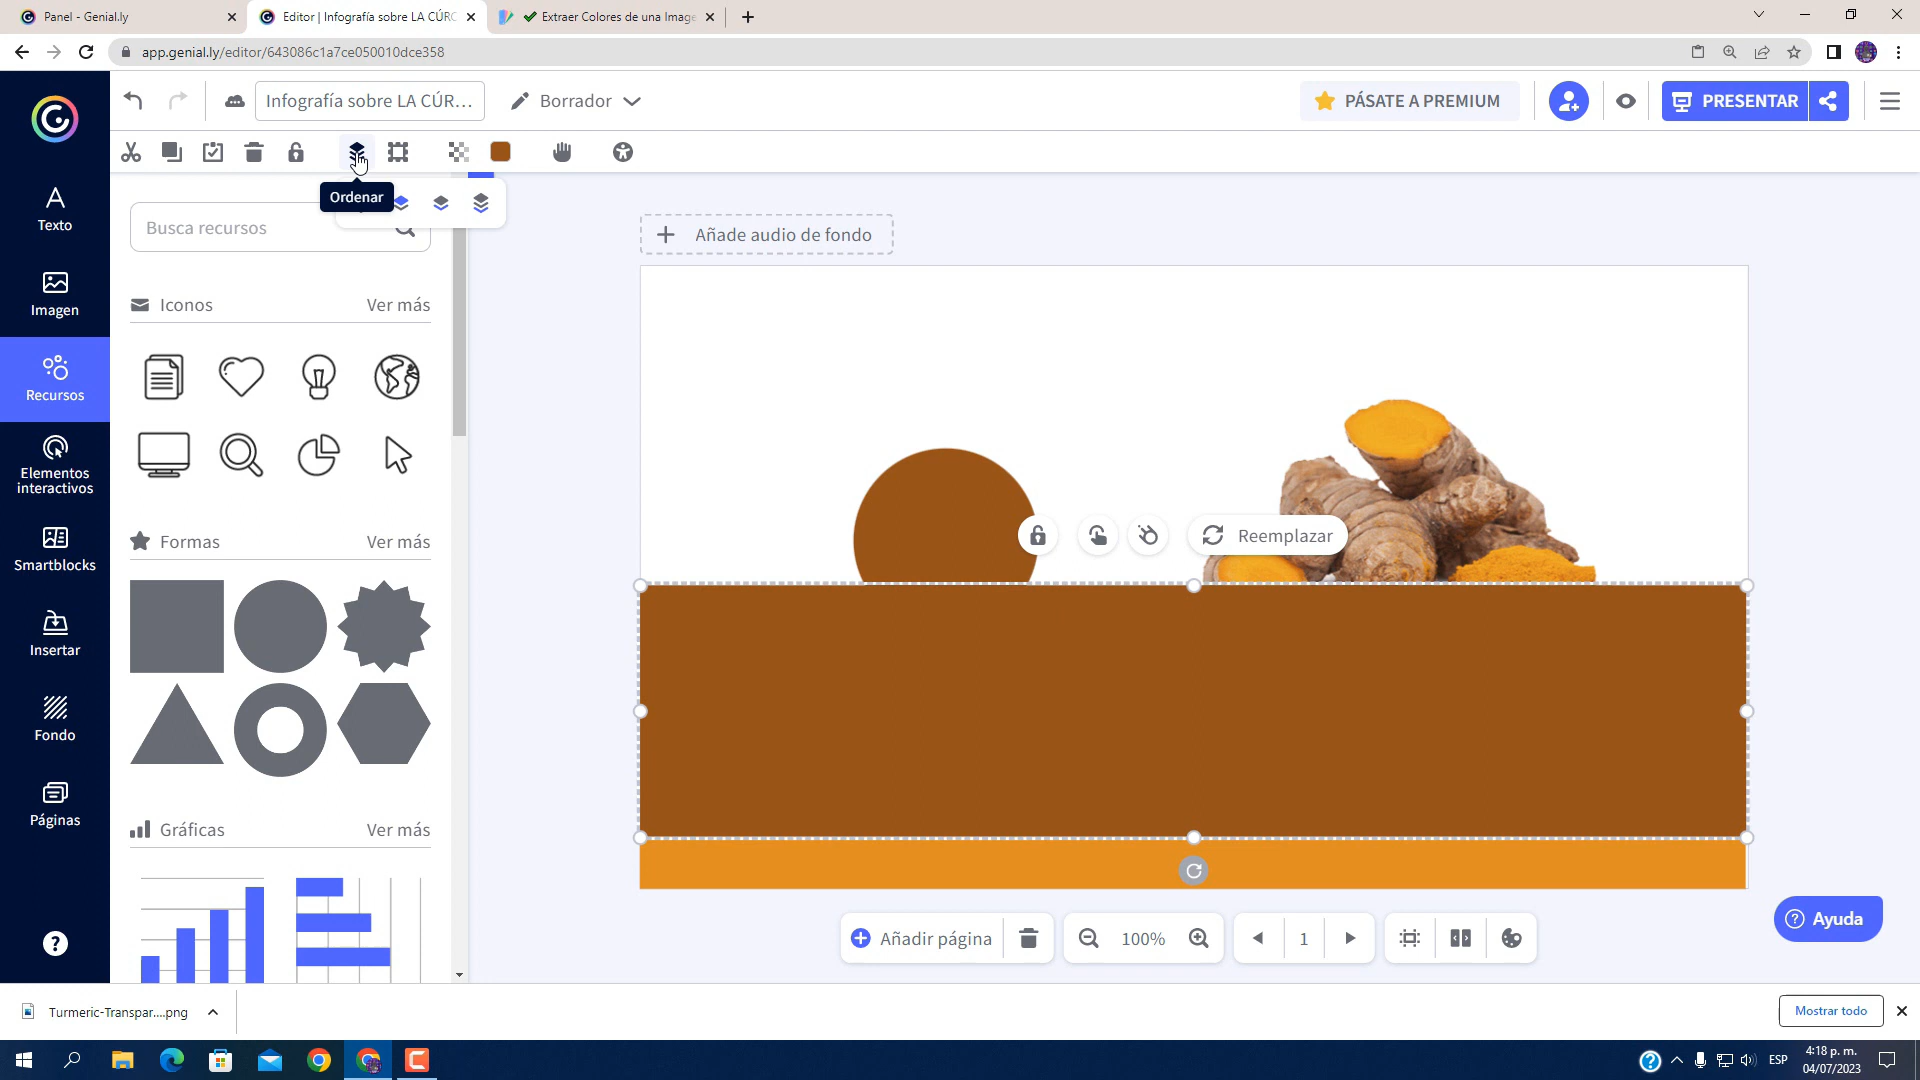 Panel - Genial.ly
Editor | Infografía sobre LA CÚRC
Extraer Colores de una Image
app.genial.ly/editor/643086c1a7ce050010dce358
Infografía sobre LA CÚR...
Borrador
PÁSATE A PREMIUM
PRESENTAR
Ordenar
Texto
Imagen
Recursos
Elementos
interactivos
Smartblocks
Insertar
Fondo
Páginas
Busca recursos
Iconos
Ver más
Formas
Ver más
Gráficas
Ver más
Añade audio de fondo
Reemplazar
Añadir página
100%
1
Ayuda
Turmeric-Transpar....png
Mostrar todo
ESP
4:18 p. m.
04/07/2023